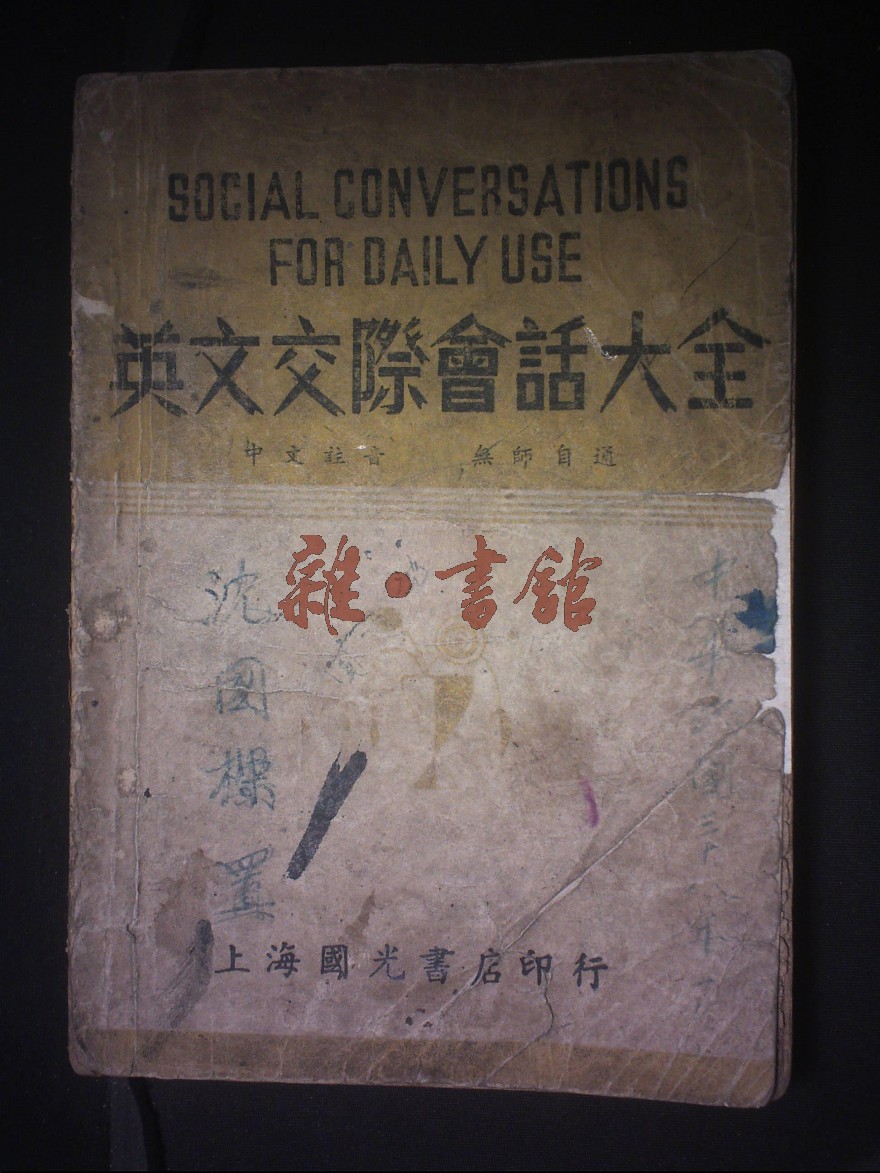 SOCIAL CONVERSATIONS
FOR DAILY USE
英文交際會話大全
中文註音 無師自通
雜·書館
沈國樑置
上海國光書店印行